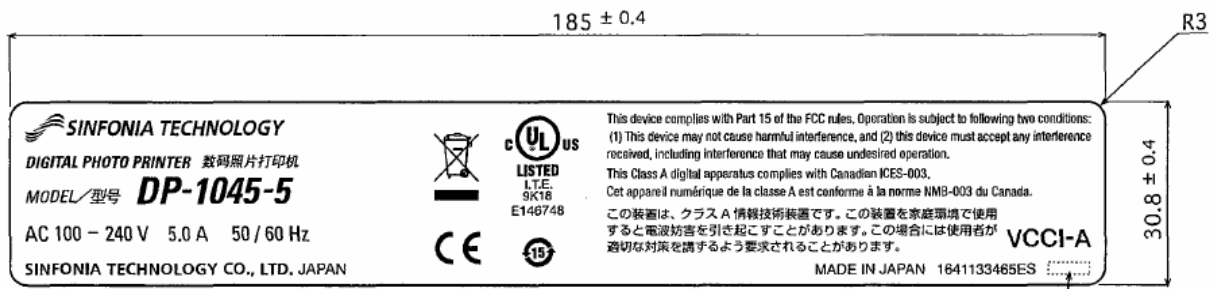 185 ± 0.4
R3
SINFONIA TECHNOLOGY
DIGITAL PHOTO PRINTER 数码照片打印机
MODEL/型号 DP-1045-5
AC 100 – 240 V 5.0 A 50 / 60 Hz
SINFONIA TECHNOLOGY CO., LTD. JAPAN
C UL US
LISTED
I.T.E.
9K18
E146748
CE
15
This device complies with Part 15 of the FCC rules. Operation is subject to following two conditions:
(1) This device may not cause harmful interference, and (2) this device must accept any interference
received, including interference that may cause undesired operation.
This Class A digital apparatus complies with Canadian ICES-003.
Cet appareil numérique de la classe A est conforme à la norme NMB-003 du Canada.
この装置は、クラスA情報技術装置です。この装置を家庭環境で使用
すると電波妨害を引き起こすことがあります。この場合には使用者が
適切な対策を講ずるよう要求されることがあります。
VCCI-A
MADE IN JAPAN 1641133465ES
30.8 ± 0.4